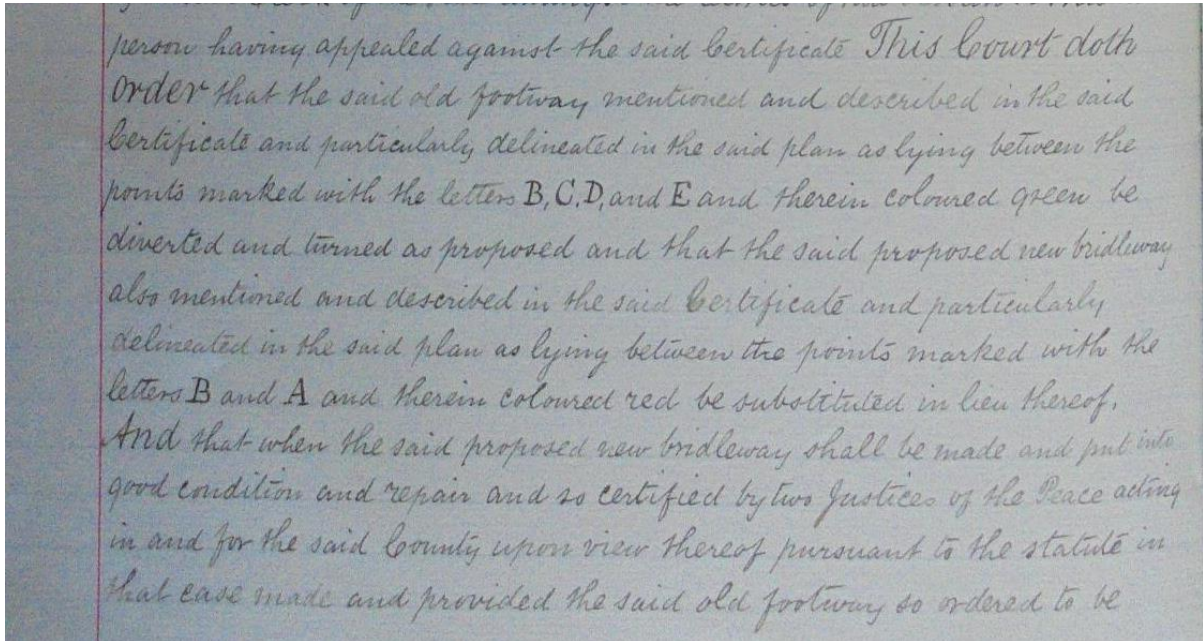 person having appealed against the said Certificate This Court doth
order that the said old footway mentioned and described in the said
Certificate and particularly delineated in the said plan as lying between the
points marked with the letters B, C, D, and E and therein coloured green be
diverted and turned as proposed and that the said proposed new bridleway
also mentioned and described in the said Certificate and particularly
delineated in the said plan as lying between the points marked with the
letters B and A and therein coloured red be substituted in lieu thereof.
And that when the said proposed new bridleway shall be made and put into
good condition and repair and so certified by two Justices of the Peace acting
in and for the said County upon view thereof pursuant to the statute in
that case made and provided the said old footway so ordered to be